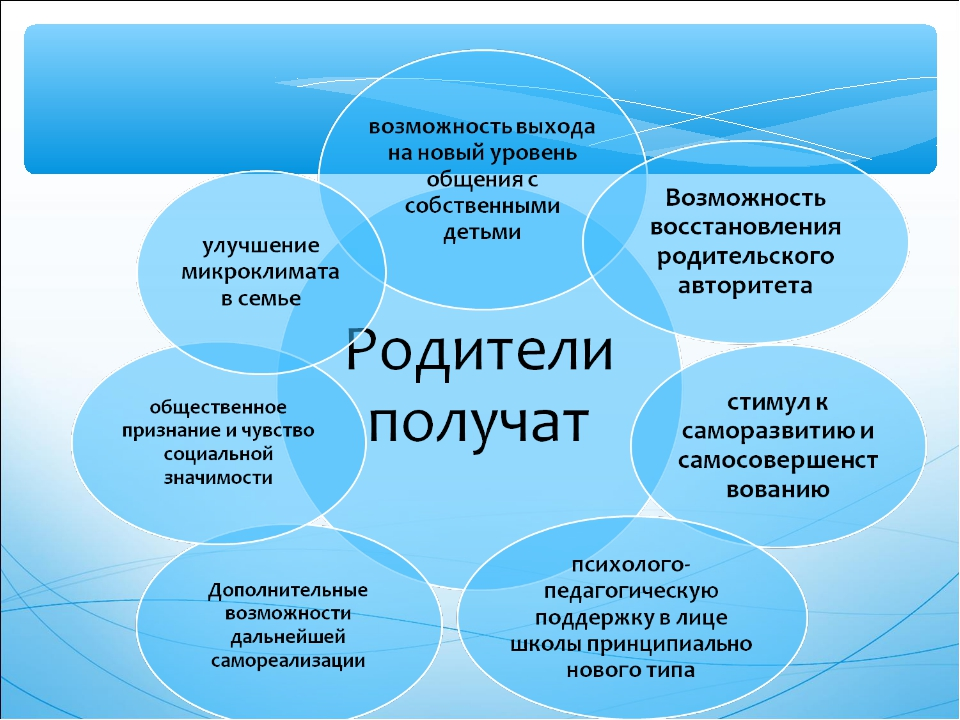 возможность выхода
на новый уровень
общения с
собственными
детьми
Возможность
восстановления
родительского
авторитета
улучшение
микроклимата
в семье
Родители
получат
общественное
признание и чувство
социальной
значимости
стимул к
саморазвитию и
самосовершенст
вованию
Дополнительные
возможности
дальнейшей
самореализации
психолого-
педагогическую
поддержку в лице
школы принципиально
нового типа